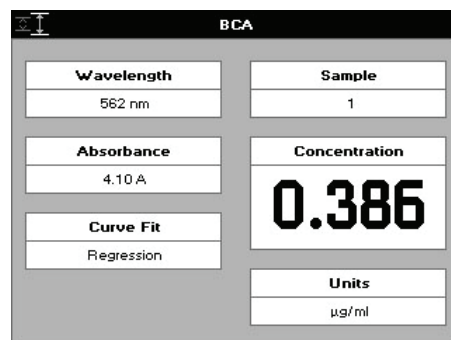 BCA
Wavelength
562 nm
Sample
1
Absorbance
4.10 A
Concentration
0.386
Curve Fit
Regression
Units
µg/ml